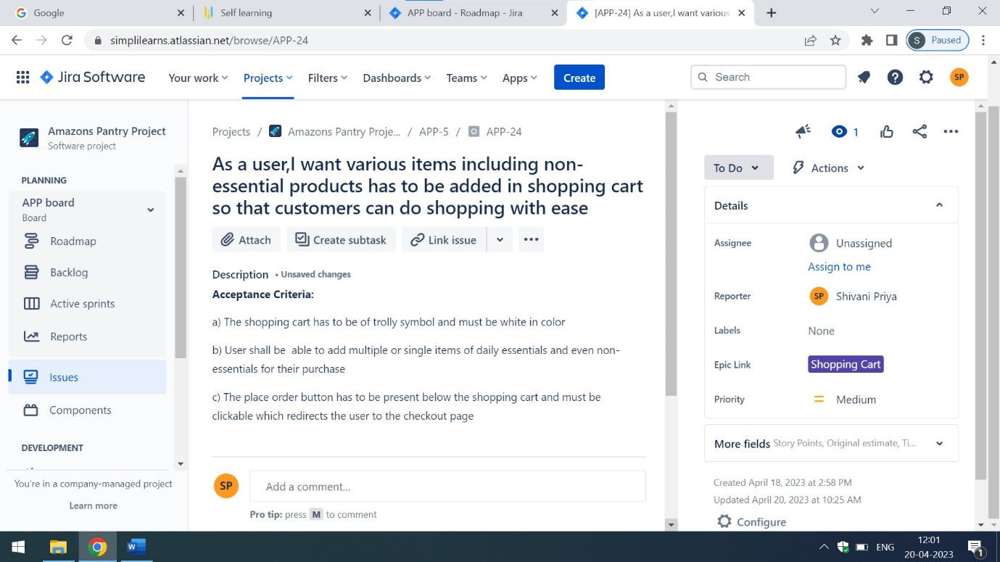 Google
Self learning
APP board - Roadmap - Jira
[APP-24] As a user,I want various
simplilearns.atlassian.net/browse/APP-24
S Paused
Jira Software
Your work
Projects
Filters
Dashboards
Teams
Apps
Create
Search
SP
Amazons Pantry Project
Software project
PLANNING
APP board
Board
Roadmap
Backlog
Active sprints
Reports
Issues
Components
DEVELOPMENT
You're in a company-managed project
Learn more
Projects / Amazons Pantry Proje... / APP-5 / APP-24
As a user,I want various items including non-
essential products has to be added in shopping cart
so that customers can do shopping with ease
Attach
Create subtask
Link issue
Description • Unsaved changes
Acceptance Criteria:
a) The shopping cart has to be of trolly symbol and must be white in color
b) User shall be  able to add multiple or single items of daily essentials and even non-
essentials for their purchase
c) The place order button has to be present below the shopping cart and must be
clickable which redirects the user to the checkout page
SP
Add a comment...
Pro tip: press M to comment
1
To Do
Actions
Details
Assignee
Unassigned
Assign to me
Reporter
SP Shivani Priya
Labels
None
Epic Link
Shopping Cart
Priority
Medium
More fields Story Points, Original estimate, Ti...
Created April 18, 2023 at 2:58 PM
Updated April 20, 2023 at 10:25 AM
Configure
W
ENG
12:01
20-04-2023
1